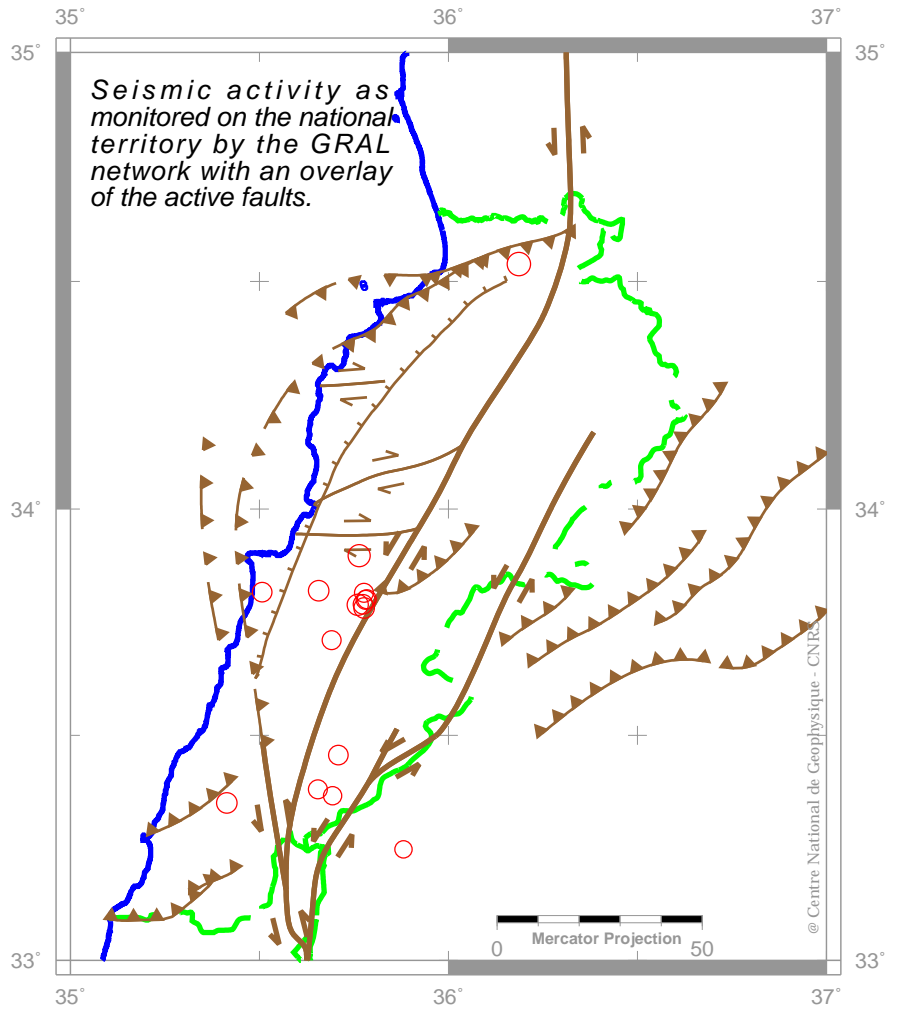 35˚ 36˚ 37˚
35˚ 35˚
Seismic activity as
monitored on the national
territory by the GRAL
network with an overlay
of the active faults.
34˚ 34˚
@ Centre National de Geophysique - CNRS
Mercator Projection
0 50
33˚ 33˚
35˚ 36˚ 37˚